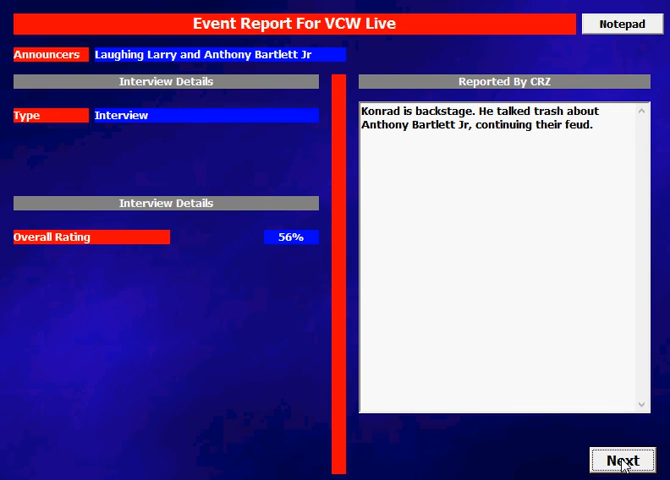 Event Report For VCW Live
Notepad
Announcers
Laughing Larry and Anthony Bartlett Jr
Interview Details
Reported By CRZ
Type
Interview
Konrad is backstage. He talked trash about
Anthony Bartlett Jr, continuing their feud.
Interview Details
Overall Rating
56%
Next